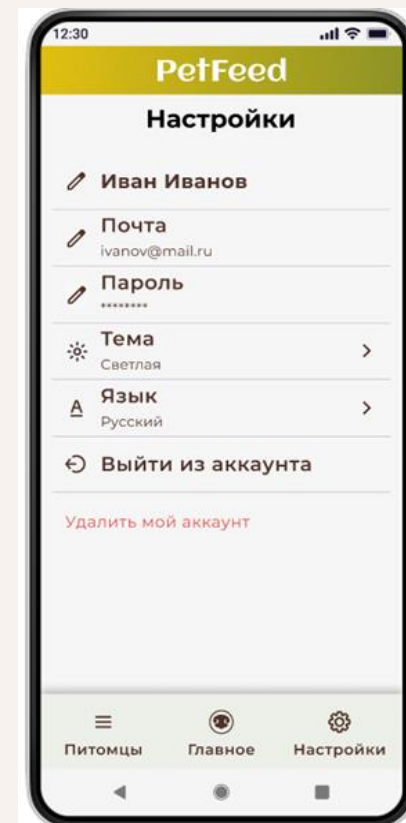 12:30
PetFeed
Настройки
Иван Иванов
Почта
ivanov@mail.ru
Пароль
********
Тема
Светлая
Язык
A
Русский
Выйти из аккаунта
Удалить мой аккаунт
Питомцы Главное Настройки